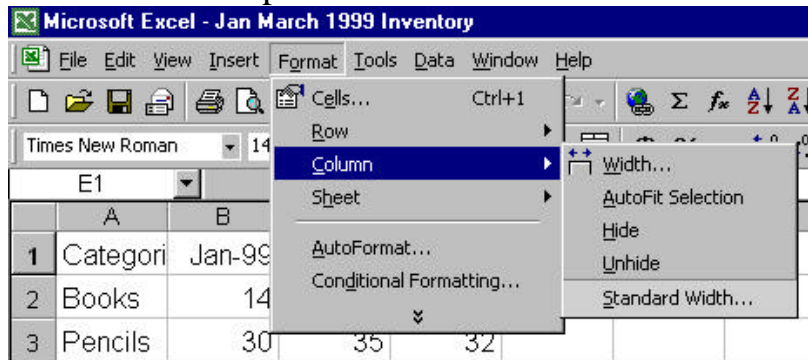 Microsoft Excel - Jan March 1999 Inventory
File Edit View Insert Format Tools Data Window Help
Cells... Ctrl+1
Row
Column
Sheet
AutoFormat...
Conditional Formatting...
Width...
AutoFit Selection
Hide
Unhide
Standard Width...
Times New Roman 14
E1
A B
1 Categori Jan-99
2 Books 14
3 Pencils 30 35 32